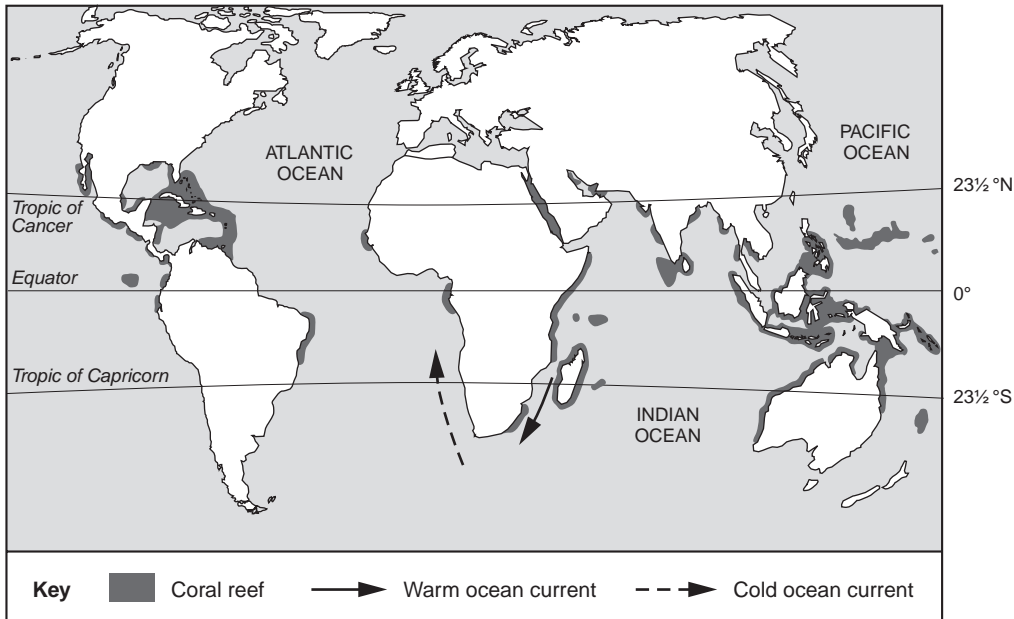 ATLANTIC
OCEAN
PACIFIC
OCEAN
23½ °N
Tropic of
Cancer
Equator
0°
Tropic of Capricorn
23½ °S
INDIAN
OCEAN
Key
Coral reef
Warm ocean current
Cold ocean current